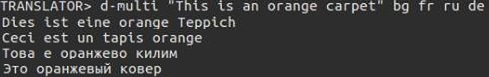 TRANSLATOR> d-multi "This is an orange carpet" bg fr ru de
Dies ist eine orange Teppich
Ceci est un tapis orange
Това е оранжево килим
Это оранжевый ковер